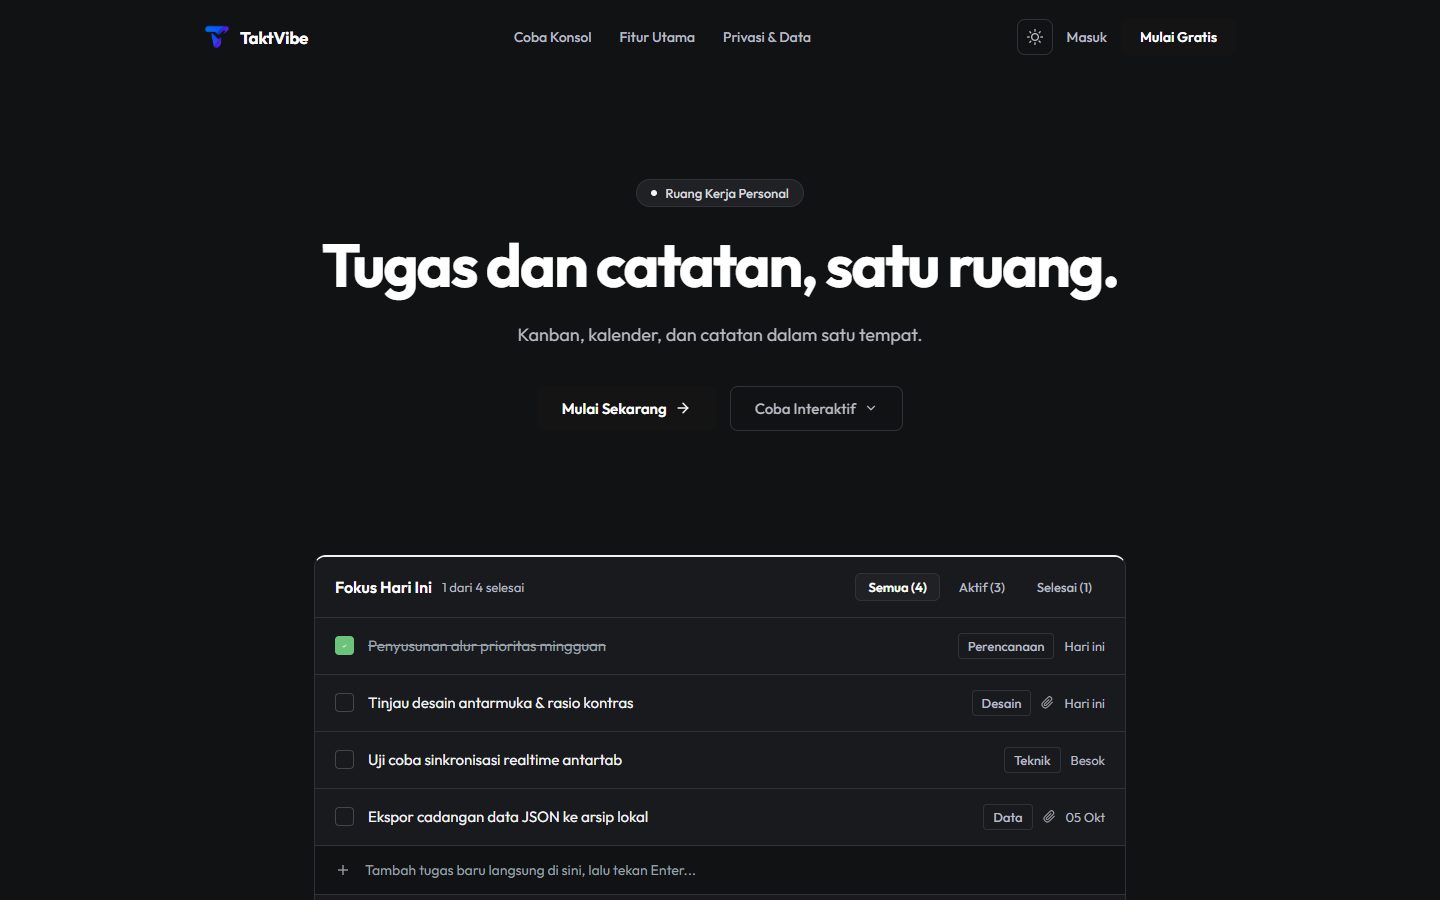 TaktVibe
Coba Konsol Fitur Utama Privasi & Data
Masuk Mulai Gratis
Ruang Kerja Personal
Tugas dan catatan, satu ruang.
Kanban, kalender, dan catatan dalam satu tempat.
Mulai Sekarang Coba Interaktif
Fokus Hari Ini 1 dari 4 selesai Semua (4) Aktif (3) Selesai (1)
Penyusunan alur prioritas mingguan Perencanaan Hari ini
Tinjau desain antarmuka & rasio kontras Desain Hari ini
Uji coba sinkronisasi realtime antartab Teknik Besok
Ekspor cadangan data JSON ke arsip lokal Data 05 Okt
Tambah tugas baru langsung di sini, lalu tekan Enter...